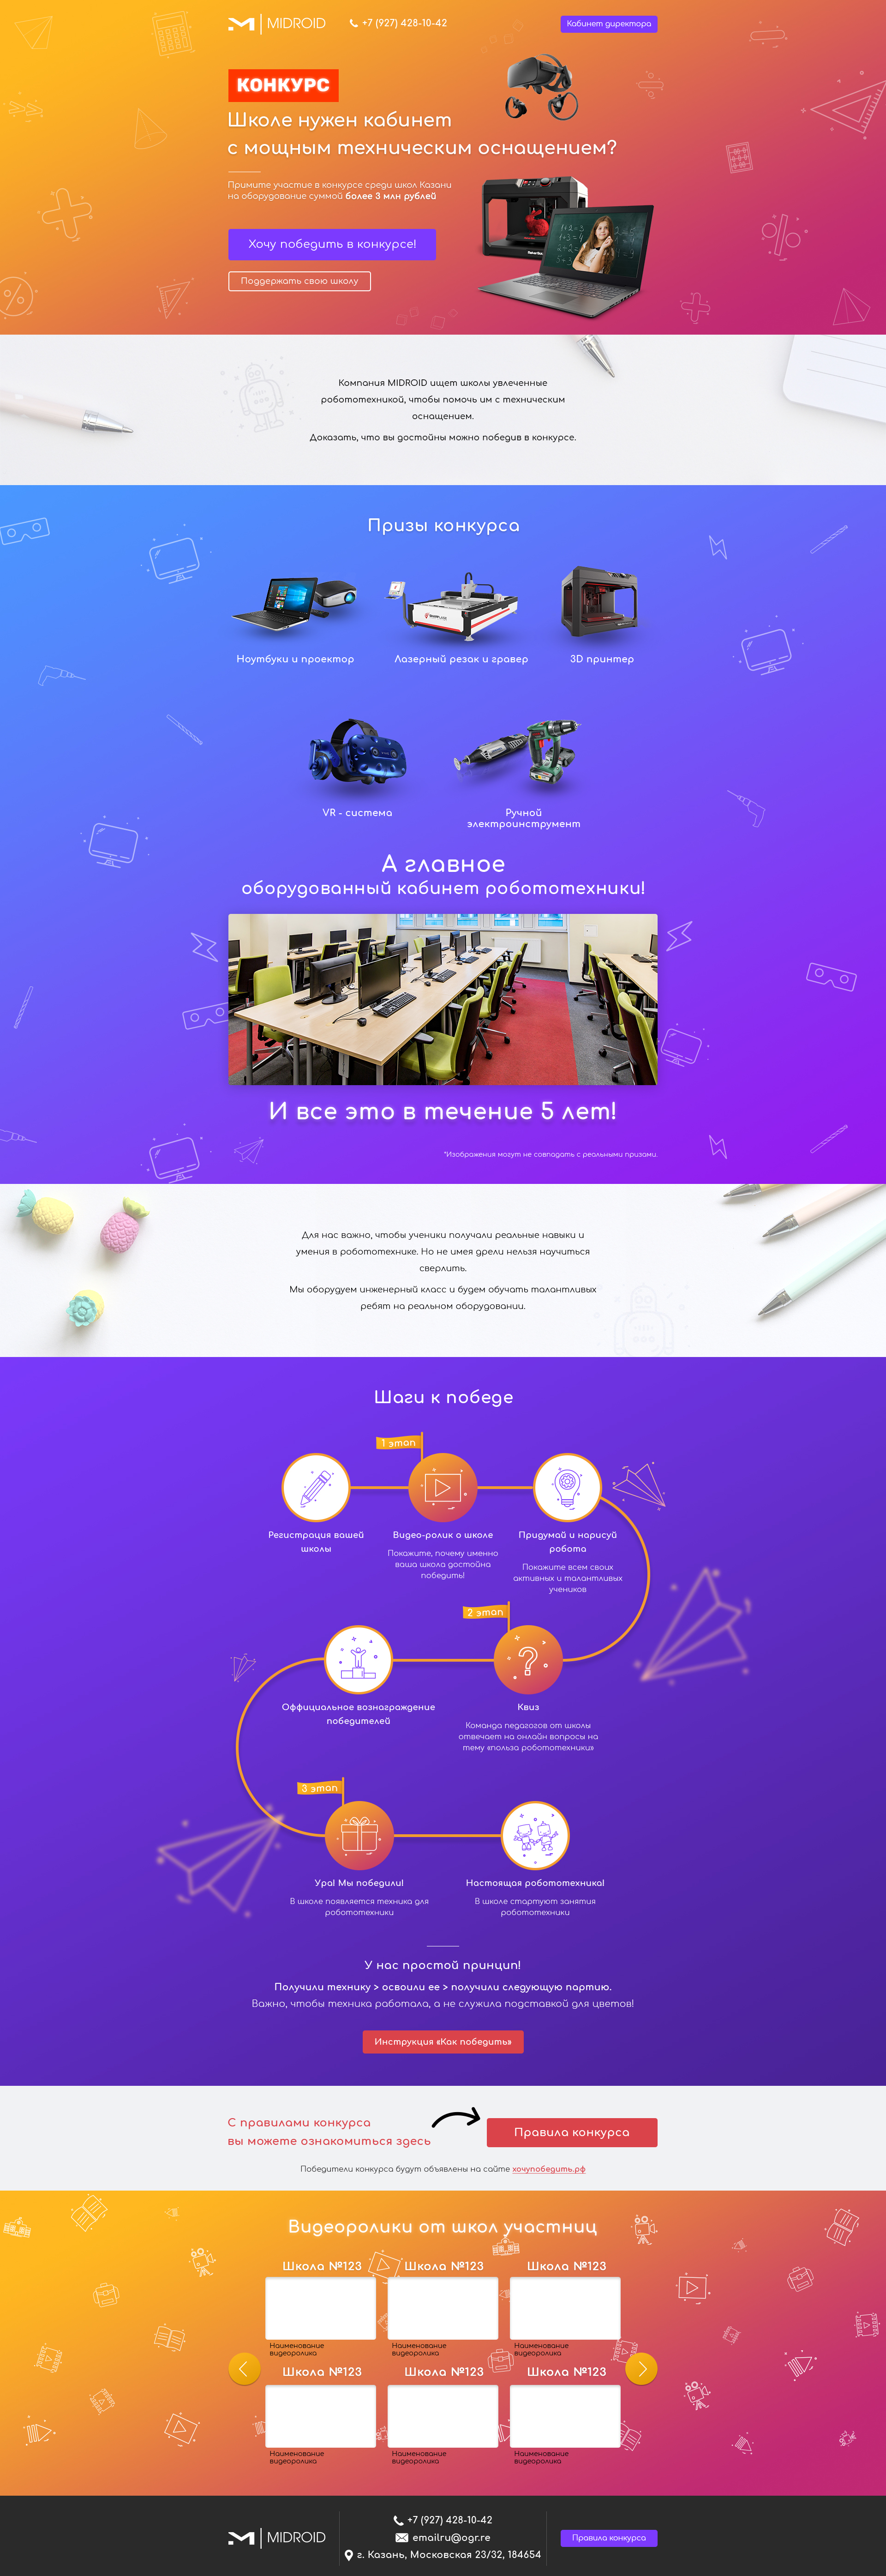 MIDROID
+7 (927) 428-10-42
Кабинет директора
КОНКУРС
Школе нужен кабинет
с мощным техническим оснащением?
Примите участие в конкурсе среди школ Казани
на оборудование суммой более 3 млн рублей
Хочу победить в конкурсе!
Поддержать свою школу
Компания MIDROID ищет школы увлеченные
робототехникой, чтобы помочь им с техническим
оснащением.
Доказать, что вы достойны можно победив в конкурсе.
Призы конкурса
Ноутбуки и проектор
Лазерный резак и гравер
3D принтер
VR - система
Ручной
электроинструмент
А главное
оборудованный кабинет робототехники!
И все это в течение 5 лет!
*Изображения могут не совпадать с реальными призами.
Для нас важно, чтобы ученики получали реальные навыки и
умения в робототехнике. Но не имея дрели нельзя научиться
сверлить.
Мы оборудуем инженерный класс и будем обучать талантливых
ребят на реальном оборудовании.
Шаги к победе
1 этап
Регистрация вашей
школы
Видео-ролик о школе
Покажите, почему именно
ваша школа достойна
победить!
Придумай и нарисуй
робота
Покажите всем своих
активных и талантливых
учеников
2 этап
Оффициальное вознаграждение
победителей
Квиз
Команда педагогов от школы
отвечает на онлайн вопросы на
тему «польза робототехники»
3 этап
Ура! Мы победили!
В школе появляется техника для
робототехники
Настоящая робототехника!
В школе стартуют занятия
робототехники
У нас простой принцип!
Получили технику > освоили ее > получили следующую партию.
Важно, чтобы техника работала, а не служила подставкой для цветов!
Инструкция «Как победить»
С правилами конкурса
вы можете ознакомиться здесь
Правила конкурса
Победители конкурса будут объявлены на сайте хочупобедить.рф
Видеоролики от школ участниц
Школа №123
Школа №123
Школа №123
Наименование
видеоролика
Наименование
видеоролика
Наименование
видеоролика
Школа №123
Школа №123
Школа №123
Наименование
видеоролика
Наименование
видеоролика
Наименование
видеоролика
MIDROID
+7 (927) 428-10-42
emailru@ogr.re
г. Казань, Московская 23/32, 184654
Правила конкурса